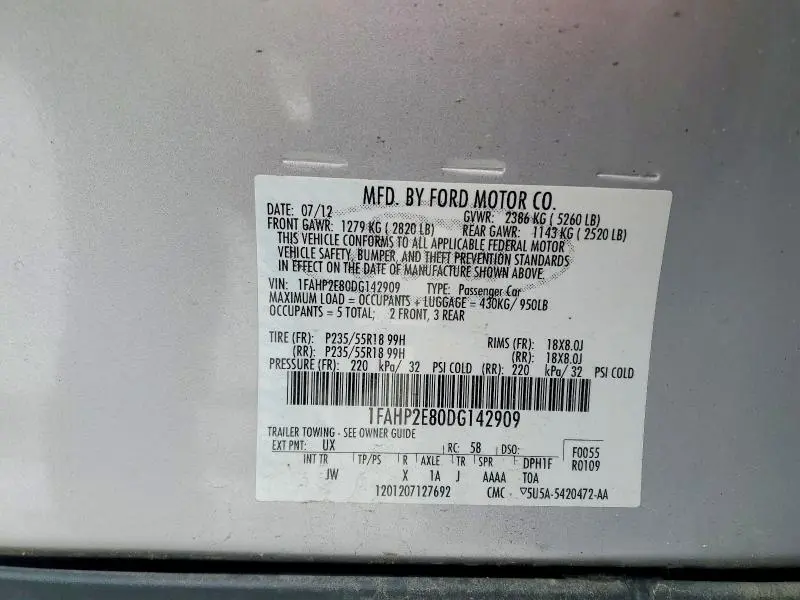 MFD. BY FORD MOTOR CO.
DATE: 07/12 GVWR: 2386 KG ( 5260 LB)
FRONT GAWR: 1279 KG ( 2820 LB) REAR GAWR: 1143 KG ( 2520 LB)
THIS VEHICLE CONFORMS TO ALL APPLICABLE FEDERAL MOTOR
VEHICLE SAFETY, BUMPER, AND THEFT PREVENTION STANDARDS
IN EFFECT ON THE DATE OF MANUFACTURE SHOWN ABOVE.
VIN: 1FAHP2E80DG142909 TYPE: Passenger Car
MAXIMUM LOAD = OCCUPANTS + LUGGAGE = 430KG/ 950LB
OCCUPANTS = 5 TOTAL; 2 FRONT, 3 REAR
TIRE (FR): P235/55R18 99H RIMS (FR): 18X8.0J
(RR): P235/55R18 99H (RR): 18X8.0J
PRESSURE (FR): 220 kPa/ 32 PSI COLD (RR): 220 kPa/ 32 PSI COLD
1FAHP2E80DG142909
TRAILER TOWING - SEE OWNER GUIDE
EXT PNT: UX RC: 58 DSO: F0055
INT TR TP/PS R AXLE TR SPR DPH1F R0109
JW X 1A J AAAA TOA
1201207127692 CMC ▽5U5A-5420472-AA